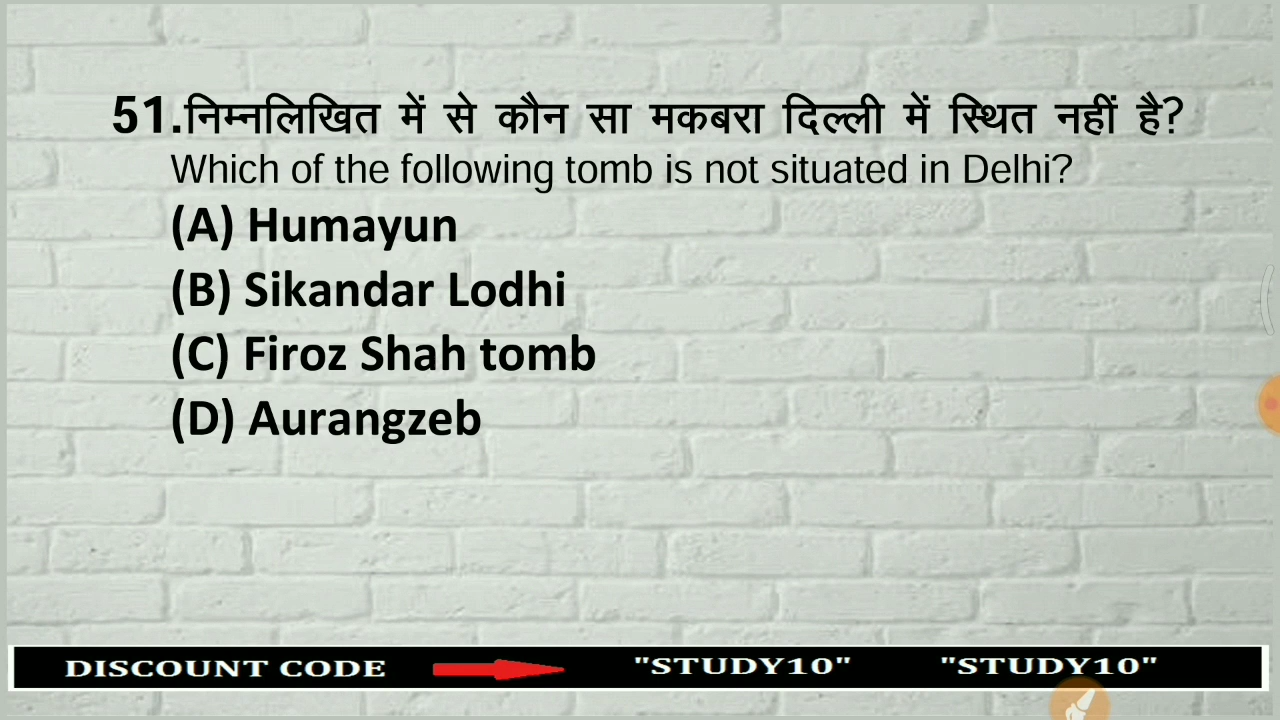 51.निम्नलिखित में से कौन सा मकबरा दिल्ली में स्थित नहीं है?
Which of the following tomb is not situated in Delhi?
(A) Humayun
(B) Sikandar Lodhi
(C) Firoz Shah tomb
(D) Aurangzeb
DISCOUNT CODE "STUDY10" "STUDY10"